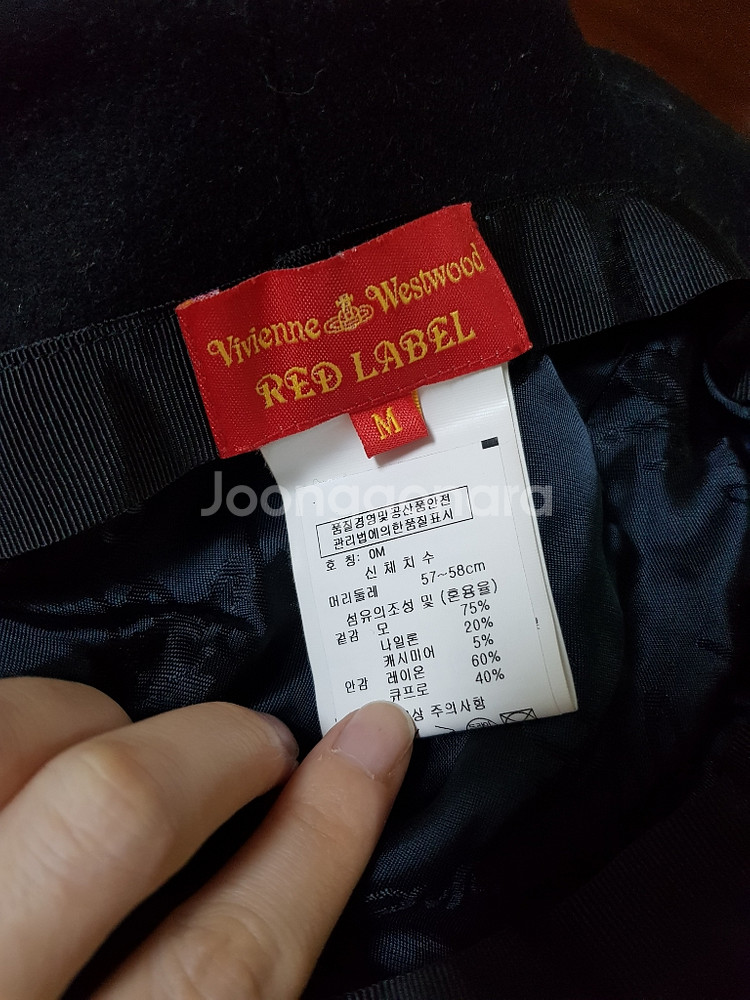 Vivienne Westwood
RED LABEL
M
Joonggonara
품질경영및공산품안전
관리법에의한품질표시
호 칭: 0M
신 체 치 수
머리둘레 57~58cm
섬유의조성 및 (혼용율)
겉감 모 75%
나일론 20%
캐시미어 5%
안감 레이온 60%
큐프로 40%
주의사항